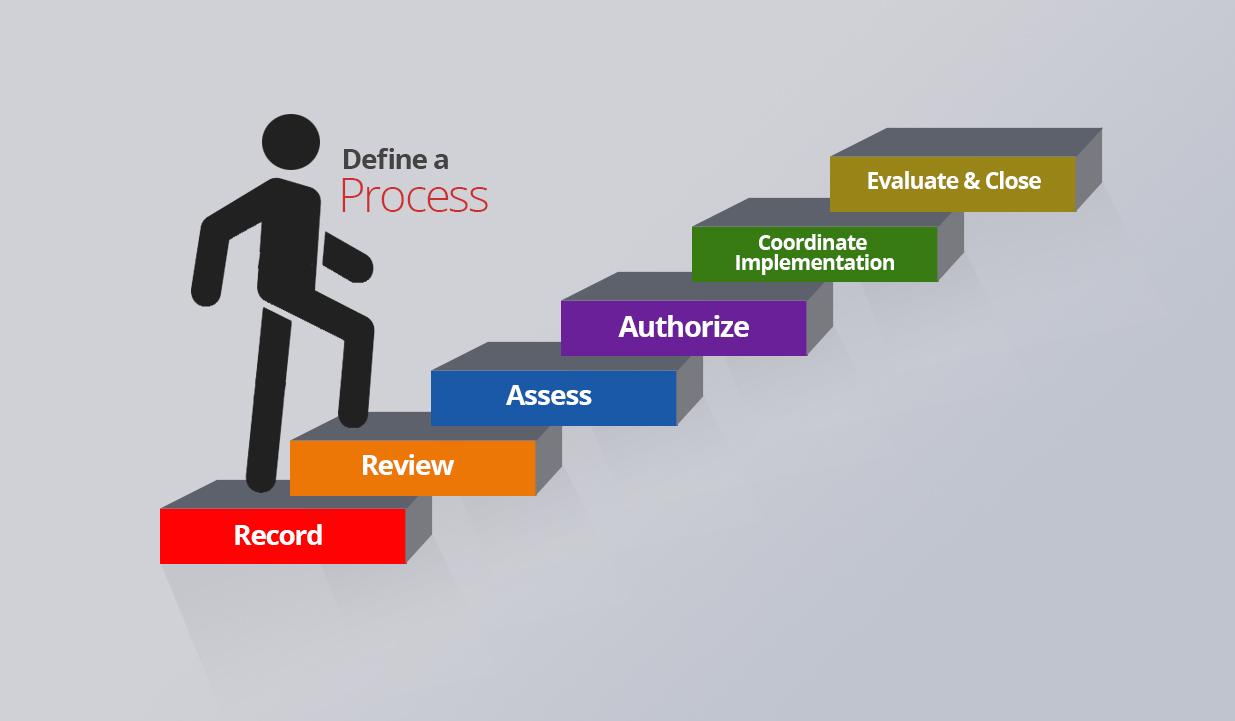 Define a
Process
Evaluate & Close
Coordinate
Implementation
Authorize
Assess
Review
Record